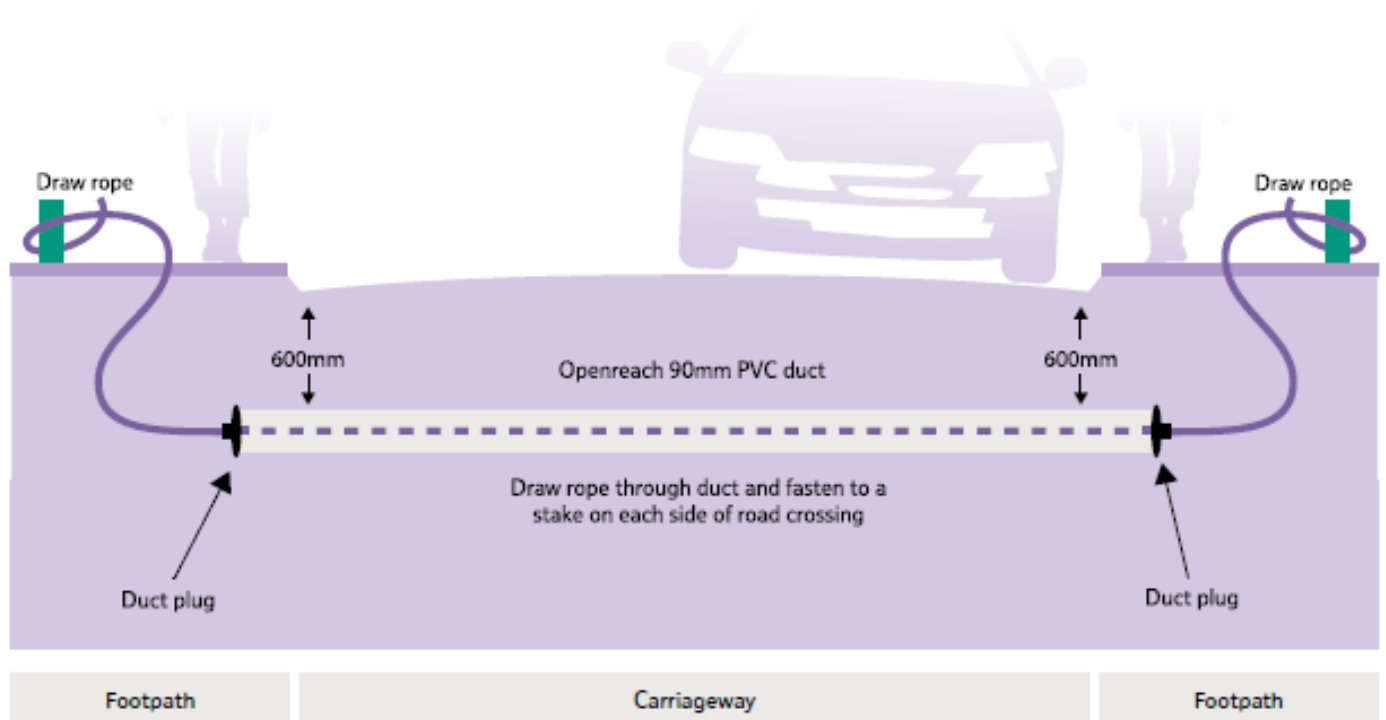 Draw rope
Draw rope
600mm
600mm
Openreach 90mm PVC duct
Draw rope through duct and fasten to a
stake on each side of road crossing
Duct plug
Duct plug
Footpath
Carriageway
Footpath